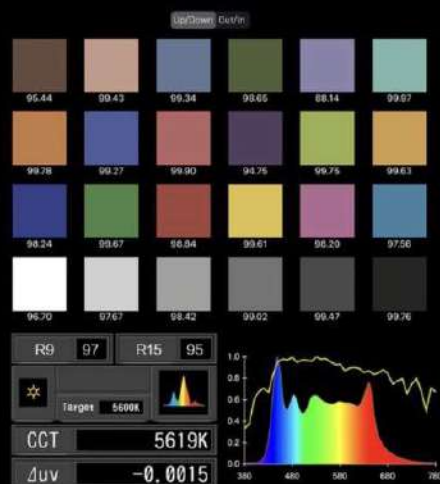 Up/Down Out/In
95.44 99.43 99.34 98.65 88.14 99.97
99.78 99.27 99.90 94.75 99.75 99.63
98.24 99.67 98.84 99.61 98.20 97.56
96.70 97.67 98.42 99.02 99.47 99.76
R9 97 R15 95
Target 5600K
CCT 5619K
Δuv -0.0015
1.0
0.8
0.6
0.4
0.2
0.0
380 480 580 680 780